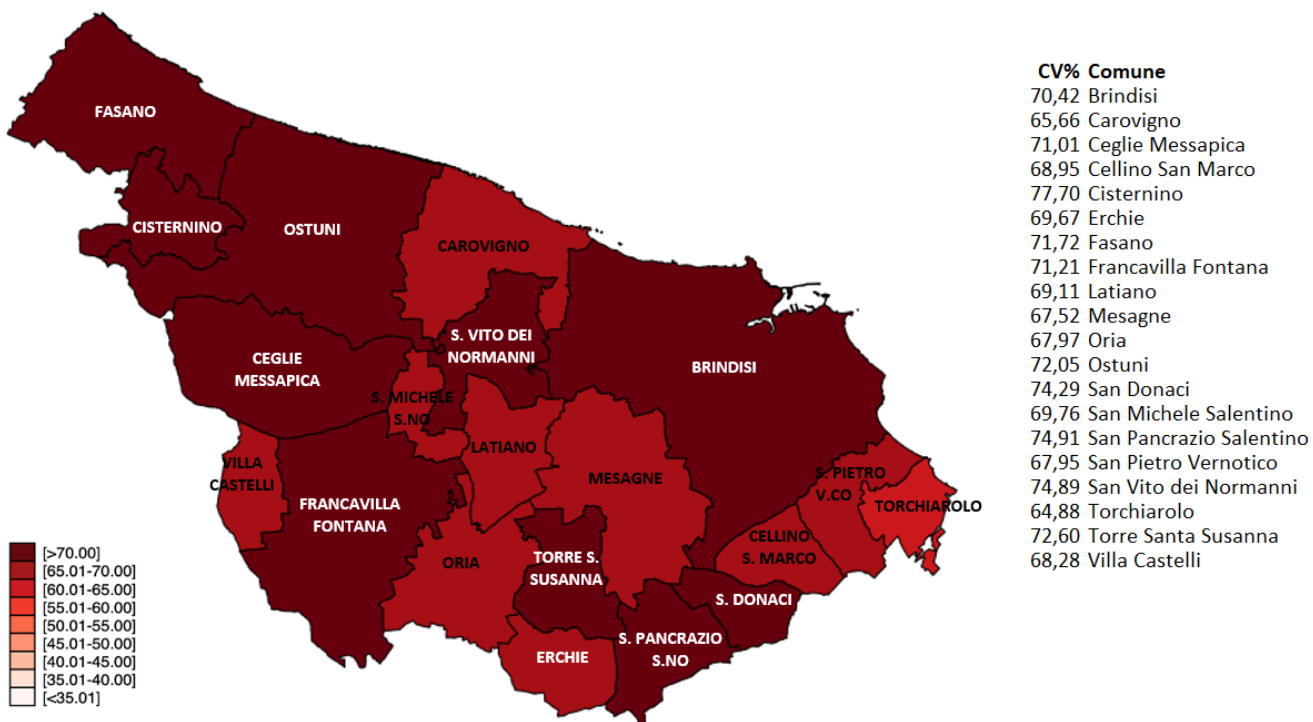 FASANO
CISTERNINO
OSTUNI
CAROVIGNO
S. VITO DEI
NORMANNI
CEGLIE
MESSAPICA
BRINDISI
S. MICHELE
S.NO
LATIANO
MESAGNE
VILLA
CASTELLI
FRANCAVILLA
FONTANA
S. PIETRO
V.CO
TORCHIAROLO
CELLINO
S. MARCO
ORIA
TORRE S.
SUSANNA
S. DONACI
S. PANCRAZIO
S.NO
ERCHIE
[>70.00]
[65.01-70.00]
[60.01-65.00]
[55.01-60.00]
[50.01-55.00]
[45.01-50.00]
[40.01-45.00]
[35.01-40.00]
[<35.01]
CV% Comune
70,42 Brindisi
65,66 Carovigno
71,01 Ceglie Messapica
68,95 Cellino San Marco
77,70 Cisternino
69,67 Erchie
71,72 Fasano
71,21 Francavilla Fontana
69,11 Latiano
67,52 Mesagne
67,97 Oria
72,05 Ostuni
74,29 San Donaci
69,76 San Michele Salentino
74,91 San Pancrazio Salentino
67,95 San Pietro Vernotico
74,89 San Vito dei Normanni
64,88 Torchiarolo
72,60 Torre Santa Susanna
68,28 Villa Castelli